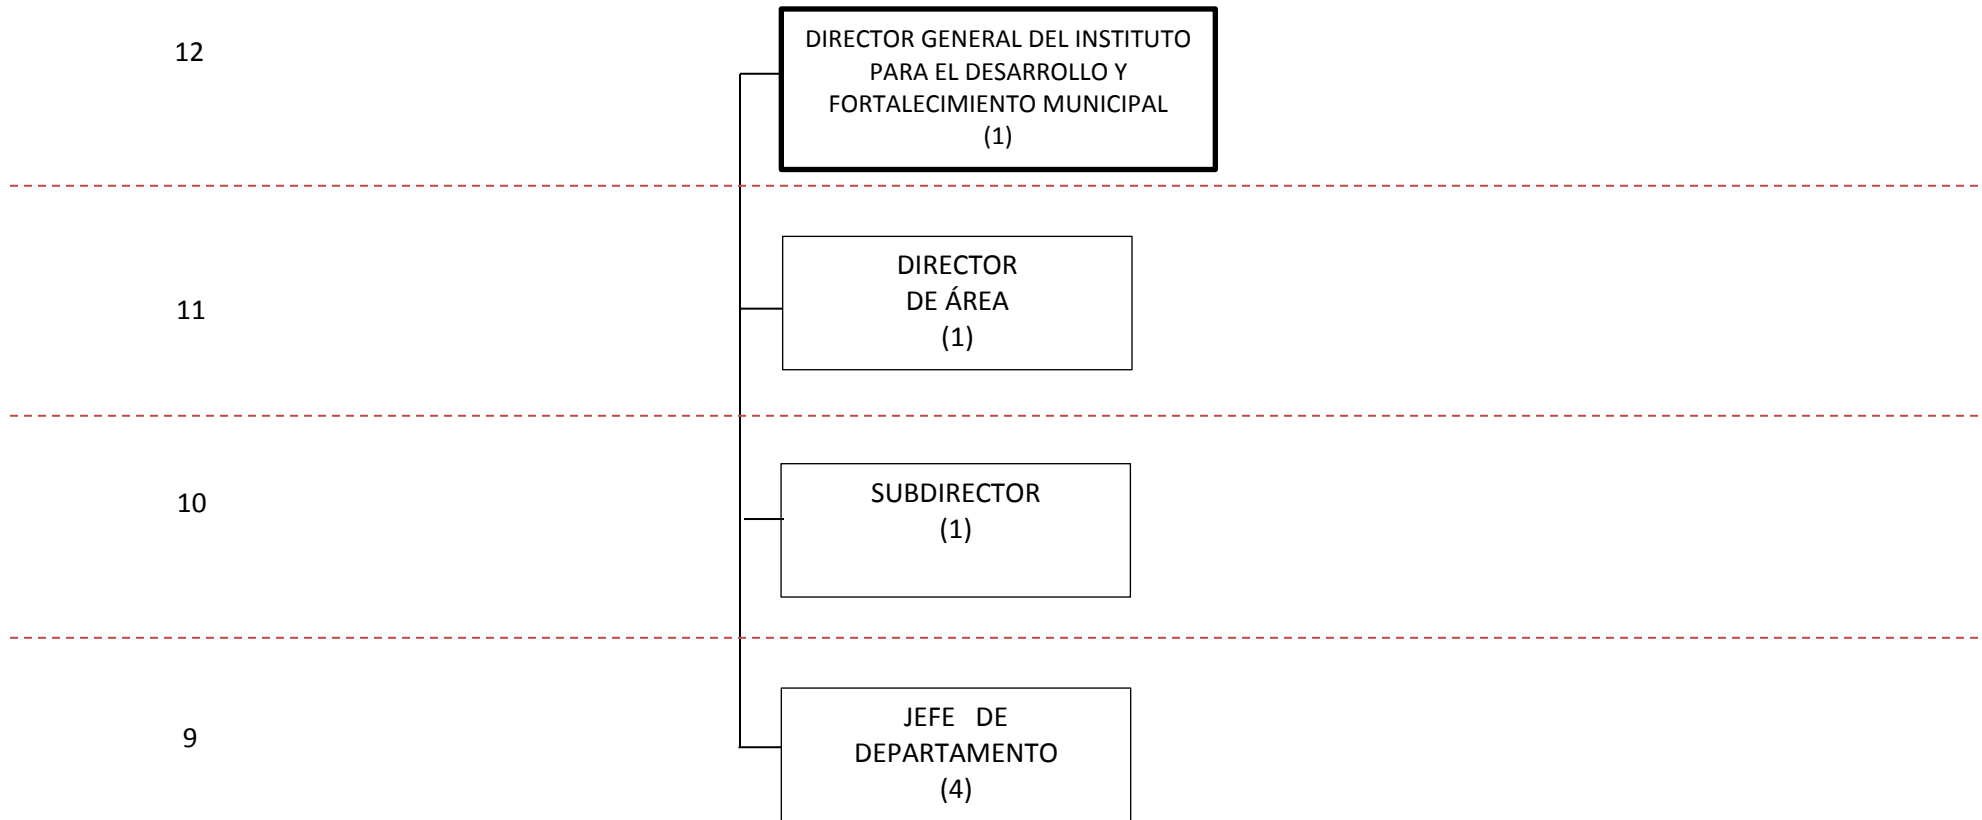 12
DIRECTOR GENERAL DEL INSTITUTO
PARA EL DESARROLLO Y
FORTALECIMIENTO MUNICIPAL
(1)
11
DIRECTOR
DE ÁREA
(1)
10
SUBDIRECTOR
(1)
9
JEFE DE
DEPARTAMENTO
(4)